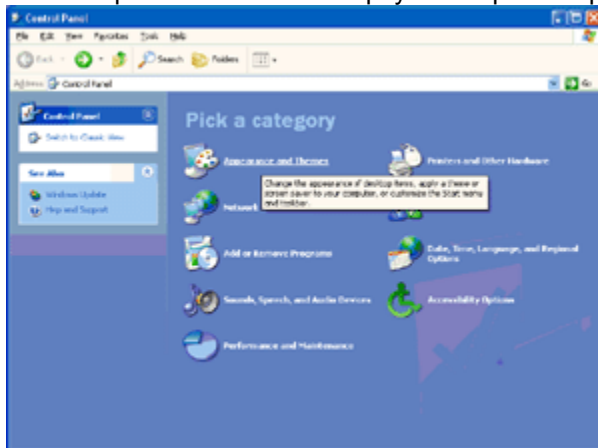 Control Panel
File Edit View Favorites Tools Help
Back Search Folders
Address Control Panel Go
Control Panel
Switch to Classic View
See Also
Windows Update
Help and Support
Pick a category
Appearance and Themes
Printers and Other Hardware
Change the appearance of desktop items, apply a theme or
screen saver to your computer, or customize the Start menu
and taskbar.
Network
Add or Remove Programs
Date, Time, Language, and Regional
Options
Sounds, Speech, and Audio Devices
Accessibility Options
Performance and Maintenance